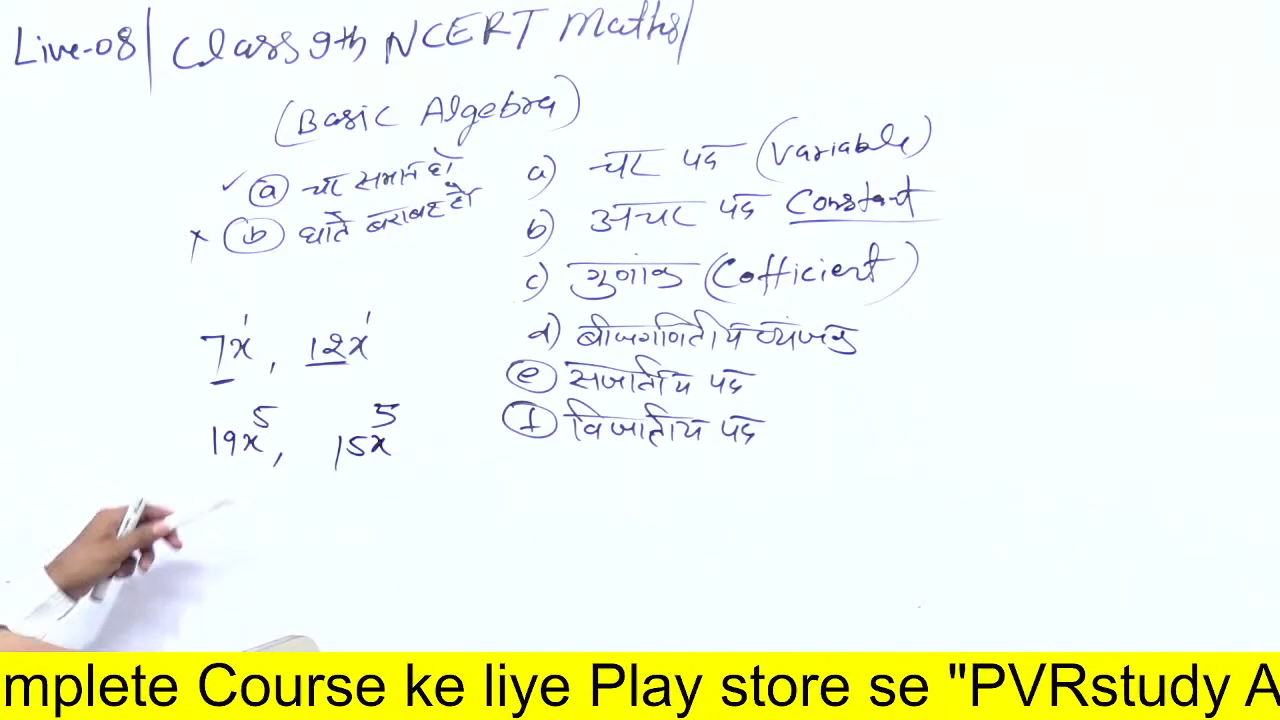 Live-08 | Class 9th NCERT Maths |
(Basic Algebra)
✓ (a) चर समान हो
x (b) घाते बराबर हो
a) चर पद (Variable)
b) अचर पद Constant
c) गुणांक (Cofficient)
d) बीजगणितीय व्यंजक
(e) सजातीय पद
(f) विजातीय पद
7x¹, 12x¹
19x⁵, 15x⁵
mplete Course ke liye Play store se "PVRstudy A